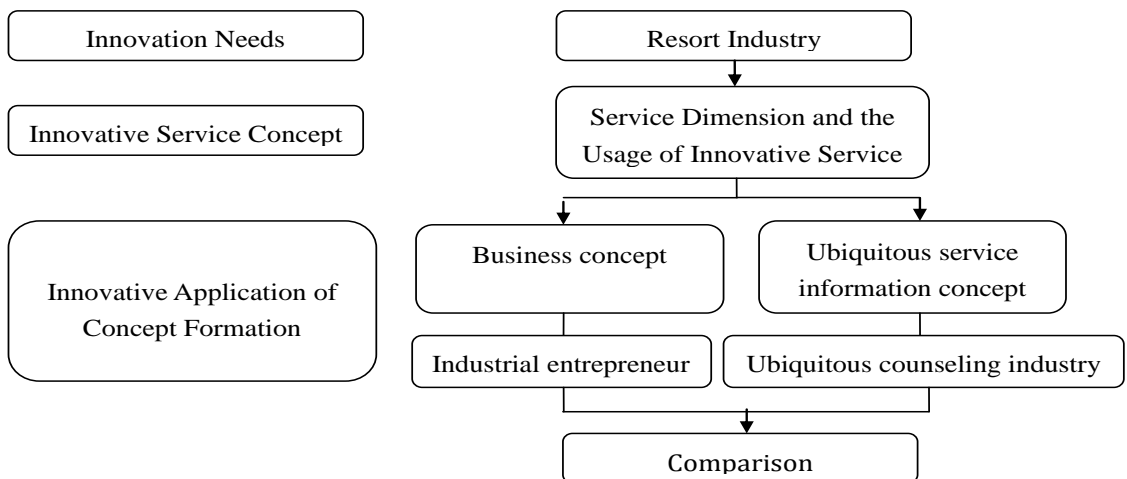 Innovation Needs
Resort Industry
Innovative Service Concept
Service Dimension and the
Usage of Innovative Service
Innovative Application of
Concept Formation
Business concept
Ubiquitous service
information concept
Industrial entrepreneur
Ubiquitous counseling industry
Comparison